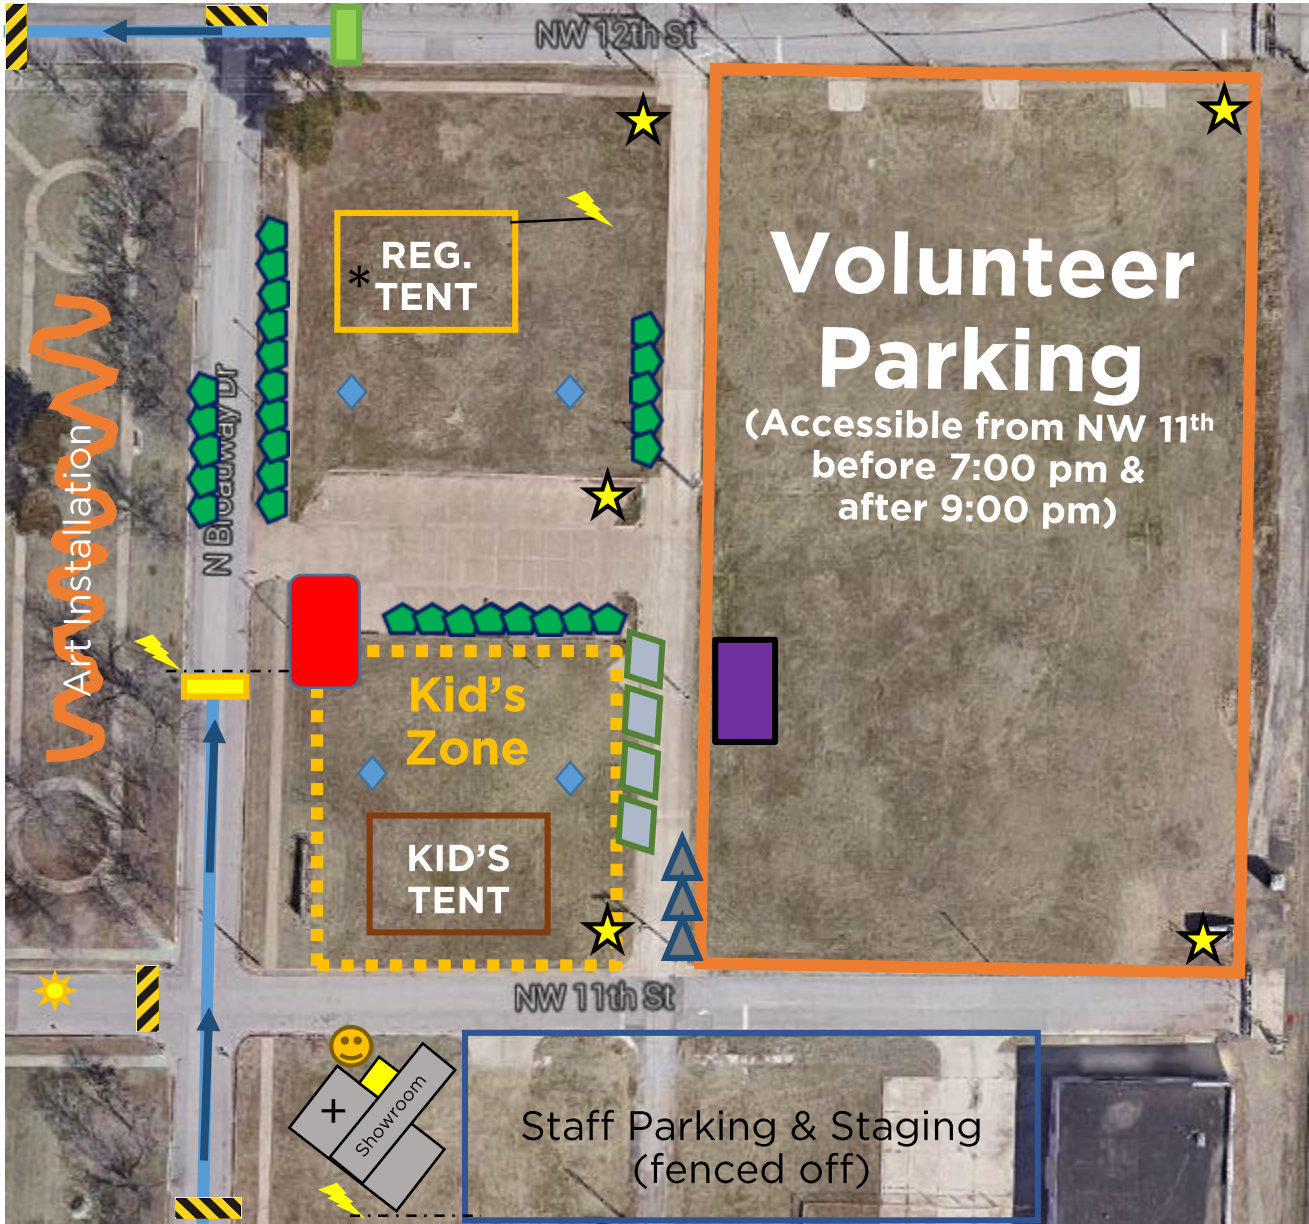 NW 12th St
REG.
* TENT
Volunteer
Parking
(Accessible from NW 11th
before 7:00 pm &
after 9:00 pm)
N Broadway Dr
Art Installation
Kid's
Zone
KID'S
TENT
NW 11th St
+
Showroom
Staff Parking & Staging
(fenced off)